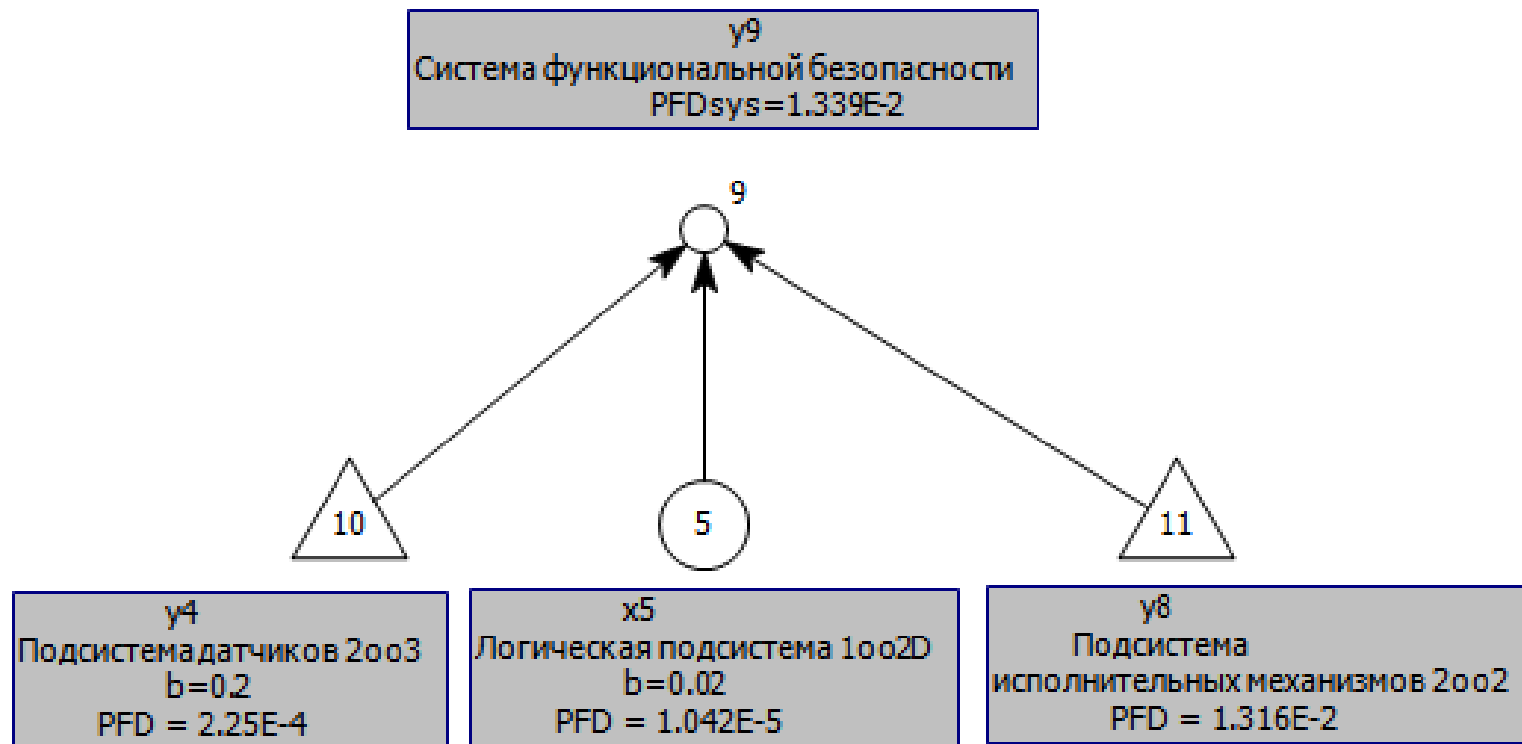 y9
Система функциональной безопасности
PFDsys=1.339E-2
9
10
5
11
y4
Подсистема датчиков 2oo3
b=0.2
PFD = 2.25E-4
x5
Логическая подсистема 1oo2D
b=0.02
PFD = 1.042E-5
y8
Подсистема
исполнительных механизмов 2oo2
PFD = 1.316E-2